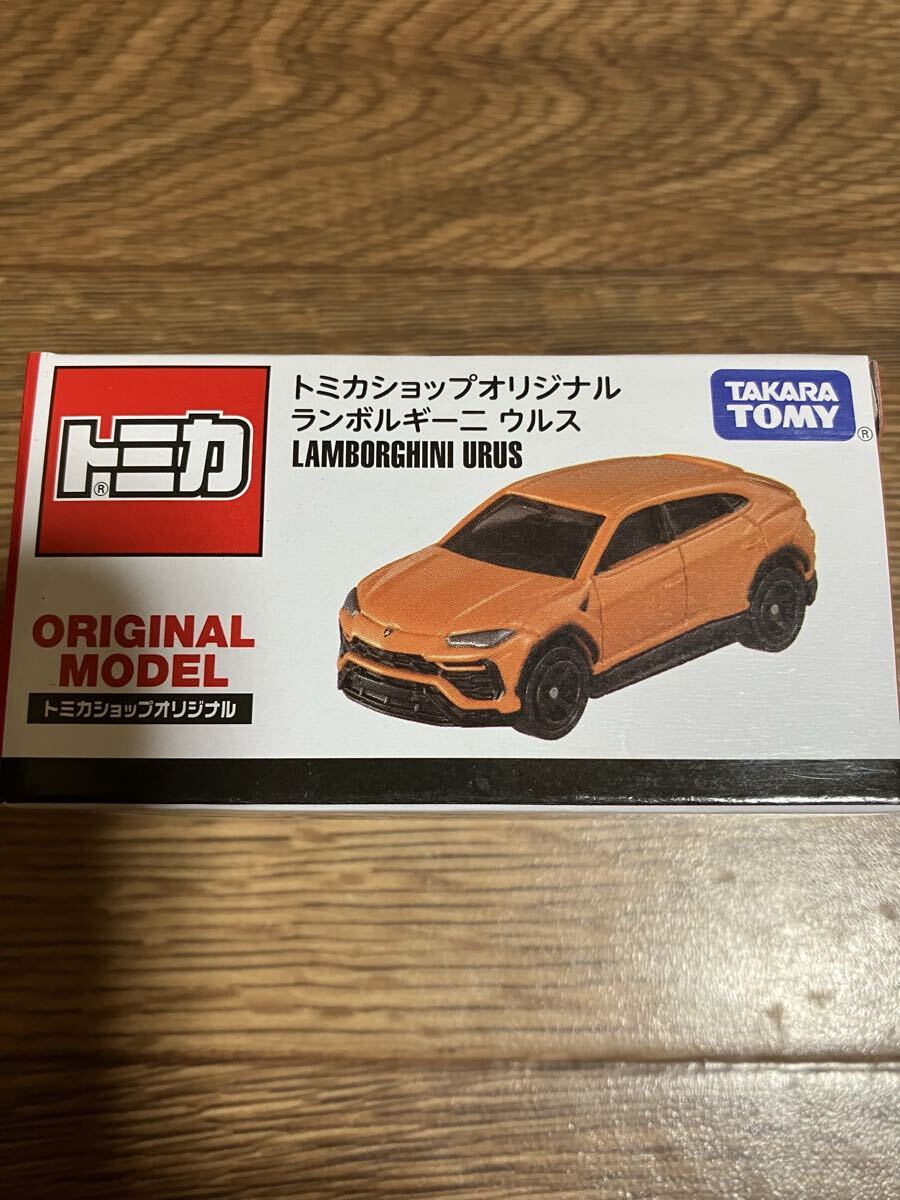 トミカ
®
トミカショップオリジナル
ランボルギーニ ウルス
LAMBORGHINI URUS
TAKARA
TOMY
®
ORIGINAL
MODEL
トミカショップオリジナル